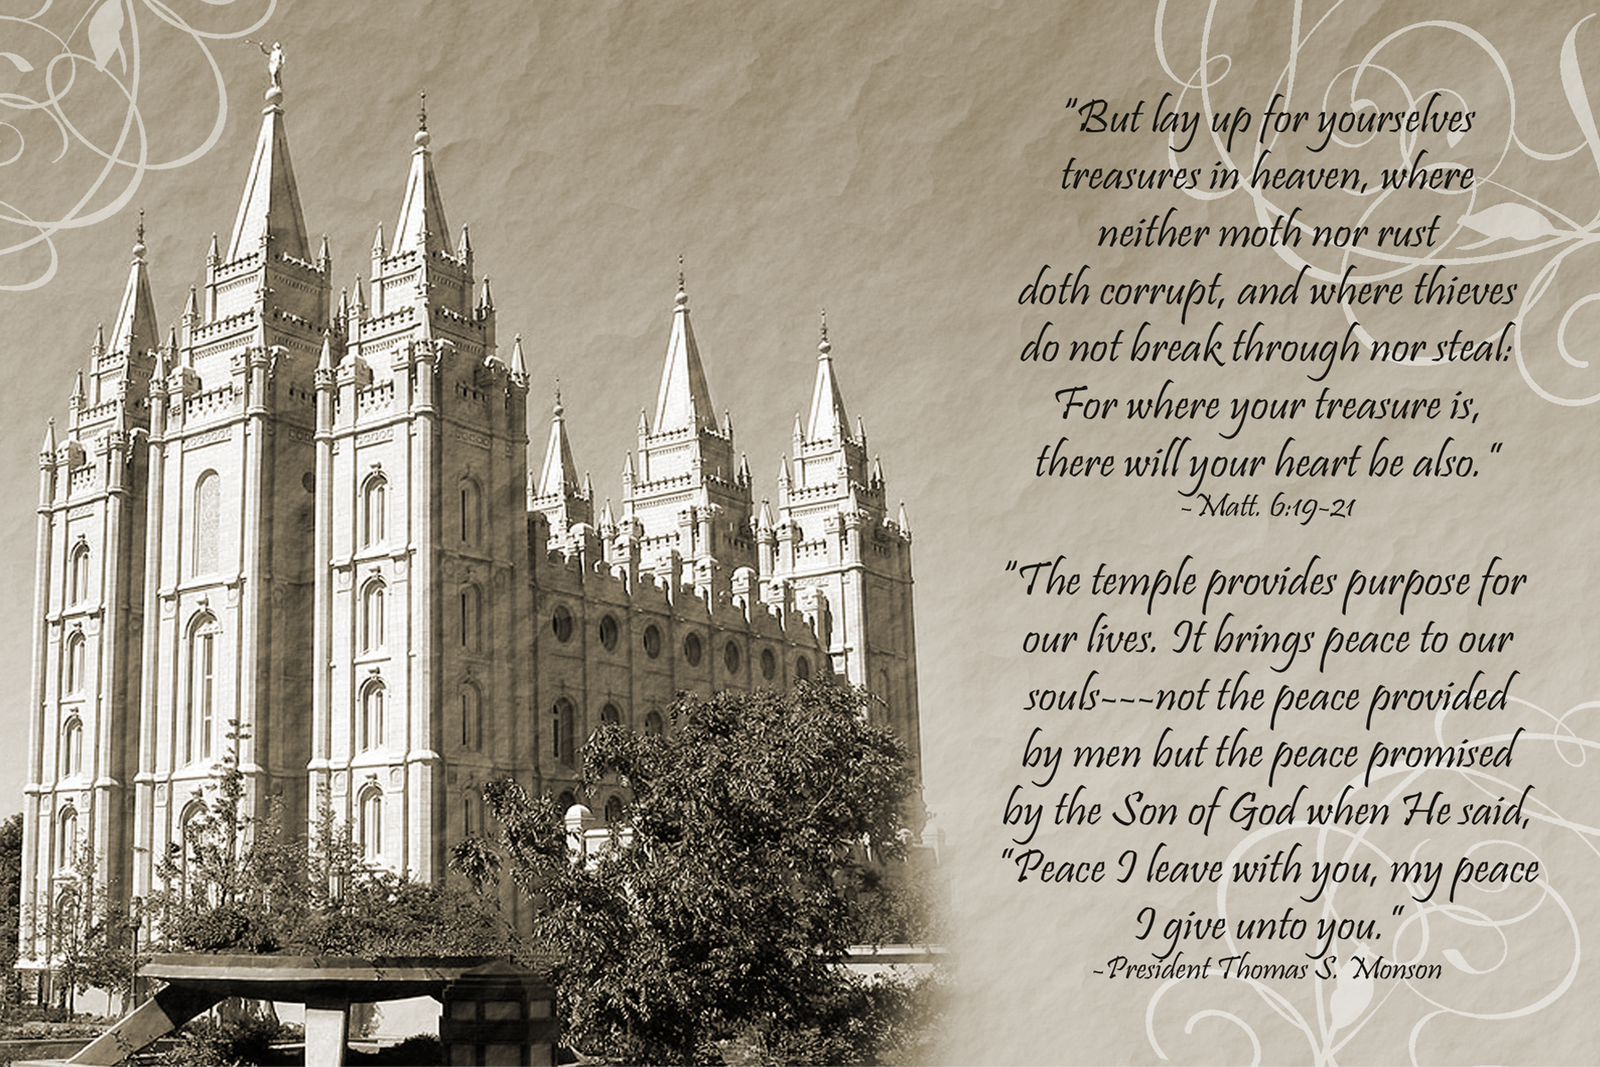 "But lay up for yourselves
treasures in heaven, where
neither moth nor rust
doth corrupt, and where thieves
do not break through nor steal:
For where your treasure is,
there will your heart be also."
~Matt. 6:19-21
"The temple provides purpose for
our lives. It brings peace to our
souls---not the peace provided
by men but the peace promised
by the Son of God when He said,
"Peace I leave with you, my peace
I give unto you."
~President Thomas S. Monson